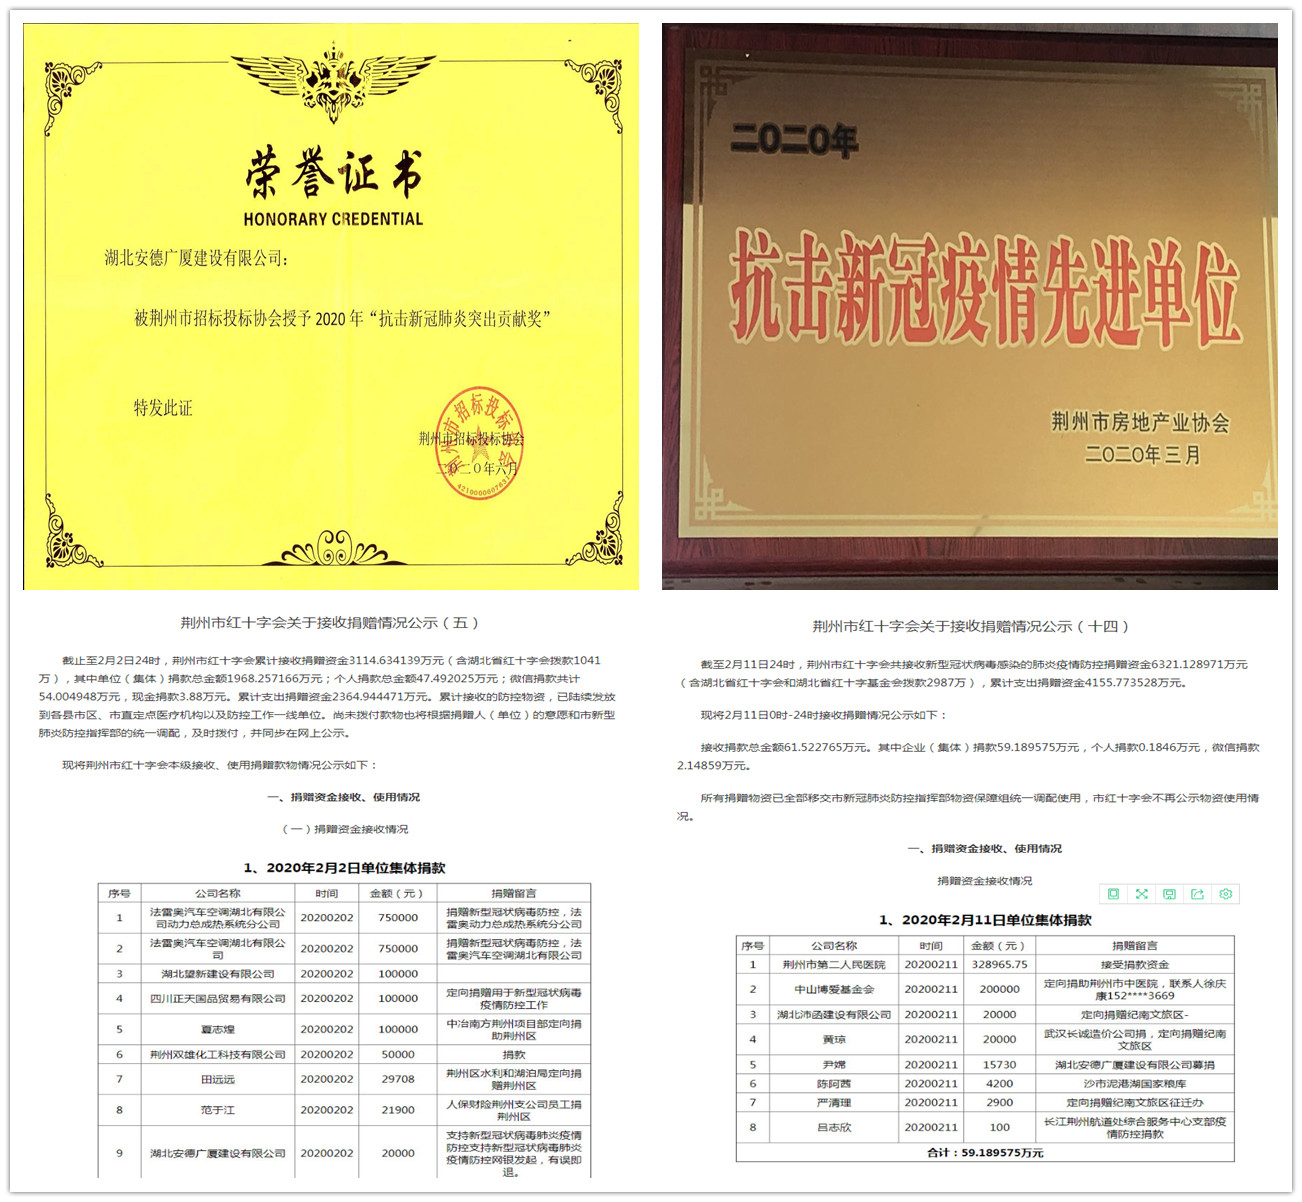 荣誉证书
HONORARY CREDENTIAL
湖北安德广厦建设有限公司:
被荆州市招标投标协会授予 2020 年“抗击新冠肺炎突出贡献奖”
特发此证
荆州市招标投标协会
二〇二〇年六月
二〇二〇年
抗击新冠疫情先进单位
荆州市房地产业协会
二〇二〇年三月
荆州市红十字会关于接收捐赠情况公示（五）
截止至2月2日24时，荆州市红十字会累计接收捐赠资金3114.634139万元（含湖北省红十字会拨款1041
万），其中单位（集体）捐款总金额1968.257166万元；个人捐款总金额47.492025万元；微信捐款共计
54.004948万元，现金捐款3.88万元。累计支出捐赠资金2364.944471万元。累计接收的防控物资，已陆续发放
到各县市区、市直定点医疗机构以及防控工作一线单位。尚未拨付款物也将根据捐赠人（单位）的意愿和市新型
肺炎防控指挥部的统一调配，及时拨付，并同步在网上公示。
现将荆州市红十字会本级接收、使用捐赠款物情况公示如下：
一、捐赠资金接收、使用情况
（一）捐赠资金接收情况
1、2020年2月2日单位集体捐款
序号 公司名称 时间 金额（元） 捐赠留言
1 法雷奥汽车空调湖北有限公司动力总成热系统分公司 20200202 750000 捐赠新型冠状病毒防控，法雷奥动力总成热系统分公司
2 法雷奥汽车空调湖北有限公司 20200202 750000 捐赠新型冠状病毒防控，法雷奥汽车空调湖北有限公司
3 湖北望新建设有限公司 20200202 100000
4 四川正天国品贸易有限公司 20200202 100000 定向捐赠用于新型冠状病毒疫情防控工作
5 夏志煌 20200202 100000 中冶南方荆州项目部定向捐助荆州区
6 荆州双雄化工科技有限公司 20200202 50000 捐款
7 田远远 20200202 29708 荆州区水利和湖泊局定向捐赠荆州区
8 范于江 20200202 21900 人保财险荆州支公司员工捐荆州区
9 湖北安德广厦建设有限公司 20200202 20000 支持新型冠状病毒肺炎疫情防控支持新型冠状病毒肺炎疫情防控网银发起，有误即退。
荆州市红十字会关于接收捐赠情况公示（十四）
截至2月11日24时，荆州市红十字会共接收新型冠状病毒感染的肺炎疫情防控捐赠资金6321.128971万元
（含湖北省红十字会和湖北省红十字基金会拨款2987万），累计支出捐赠资金4155.773528万元。
现将2月11日0时-24时接收捐赠情况公示如下：
接收捐款总金额61.522765万元。其中企业（集体）捐款59.189575万元，个人捐款0.1846万元，微信捐款
2.14859万元。
所有捐赠物资已全部移交市新冠肺炎防控指挥部物资保障组统一调配使用，市红十字会不再公示物资使用情
况。
一、捐赠资金接收、使用情况
捐赠资金接收情况
1、2020年2月11日单位集体捐款
序号 公司名称 时间 金额（元） 捐赠留言
1 荆州市第二人民医院 20200211 328965.75 接受捐款资金
2 中山博爱基金会 20200211 200000 定向捐助荆州市中医院，联系人徐庆康152****3669
3 湖北沛函建设有限公司 20200211 20000 定向捐赠纪南文旅区-
4 黄琼 20200211 20000 武汉长诚造价公司捐，定向捐赠纪南文旅区
5 尹嫦 20200211 15730 湖北安德广厦建设有限公司募捐
6 陈阿茜 20200211 4200 沙市泥港湖国家粮库
7 严清理 20200211 2900 定向捐赠纪南文旅区征迁办
8 吕志欣 20200211 100 长江荆州航道处综合服务中心支部疫情防控捐款
合计：59.189575万元